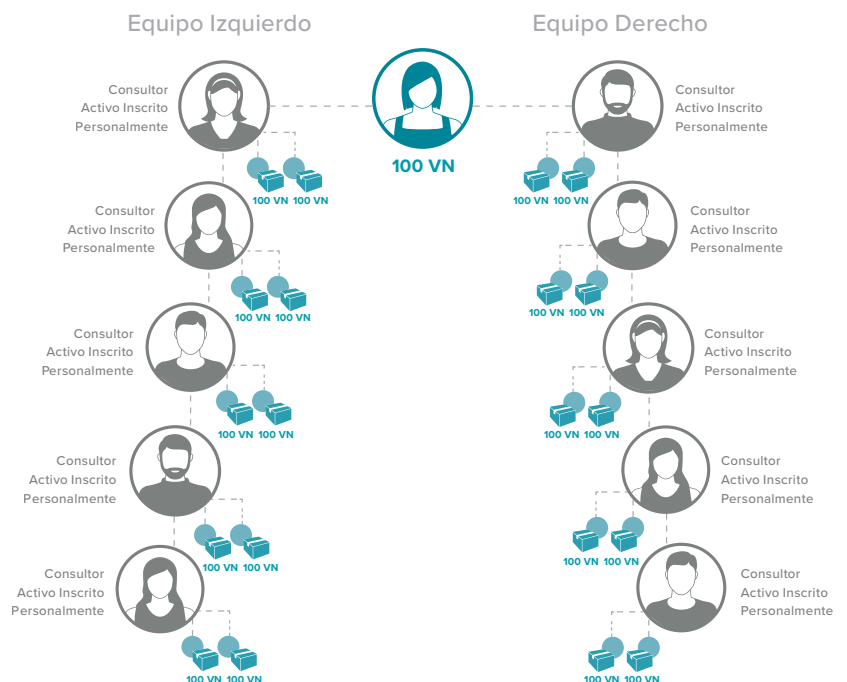 Equipo Izquierdo
Equipo Derecho
Consultor
Activo Inscrito
Personalmente
100 VN
Consultor
Activo Inscrito
Personalmente
100 VN 100 VN
100 VN 100 VN
Consultor
Activo Inscrito
Personalmente
Consultor
Activo Inscrito
Personalmente
100 VN 100 VN
100 VN 100 VN
Consultor
Activo Inscrito
Personalmente
Consultor
Activo Inscrito
Personalmente
100 VN 100 VN
100 VN 100 VN
Consultor
Activo Inscrito
Personalmente
Consultor
Activo Inscrito
Personalmente
100 VN 100 VN
100 VN 100 VN
Consultor
Activo Inscrito
Personalmente
Consultor
Activo Inscrito
Personalmente
100 VN 100 VN
100 VN 100 VN